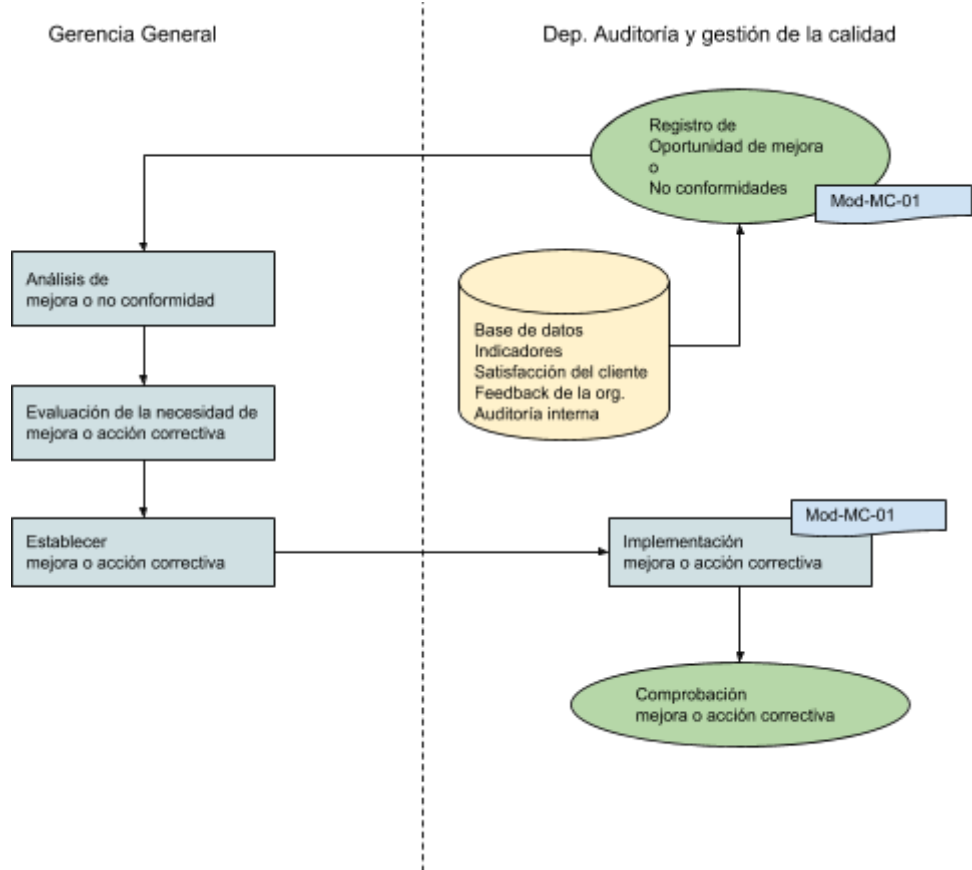 Gerencia General
Dep. Auditoría y gestión de la calidad
Registro de
Oportunidad de mejora
o
No conformidades
Mod-MC-01
Análisis de
mejora o no conformidad
Base de datos
Indicadores
Satisfacción del cliente
Feedback de la org.
Auditoría interna
Evaluación de la necesidad de
mejora o acción correctiva
Establecer
mejora o acción correctiva
Mod-MC-01
Implementación
mejora o acción correctiva
Comprobación
mejora o acción correctiva